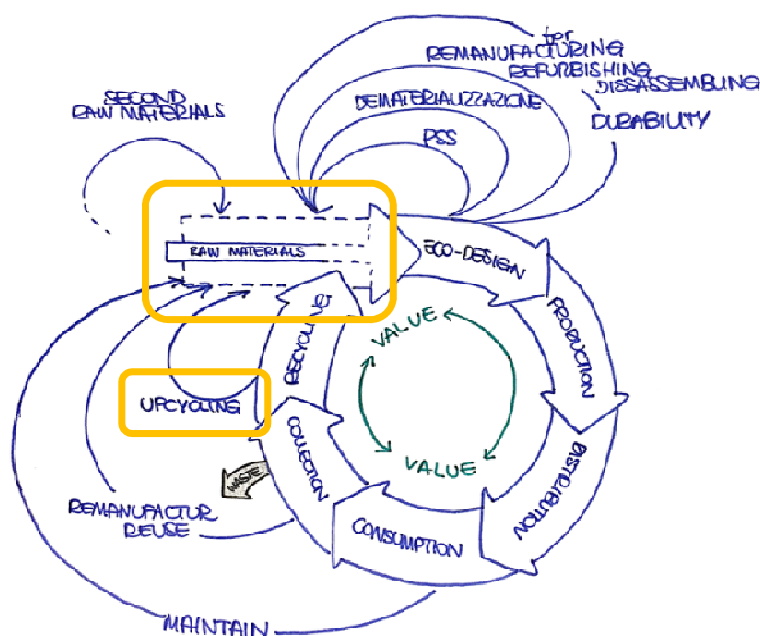 for
REMANUFACTURING
REFURBISHING
DISSASSEMBLING
DURABILITY
DEMATERIALIZZAZIONE
PSS
SECOND
RAW MATERIALS
RAW MATERIALS
ECO-DESIGN
PRODUCTION
DISTRIBUTION
CONSUMPTION
COLLECTION
RECYCLING
VALUE
VALUE
UPCYCLING
WASTE
REMANUFACTUR
REUSE
MAINTAIN